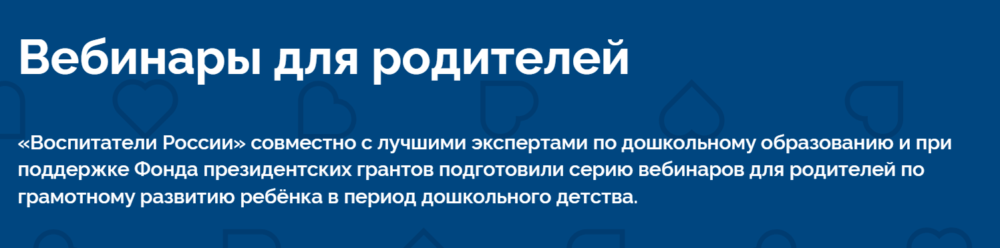 Вебинары для родителей
«Воспитатели России» совместно с лучшими экспертами по дошкольному образованию и при
поддержке Фонда президентских грантов подготовили серию вебинаров для родителей по
грамотному развитию ребёнка в период дошкольного детства.